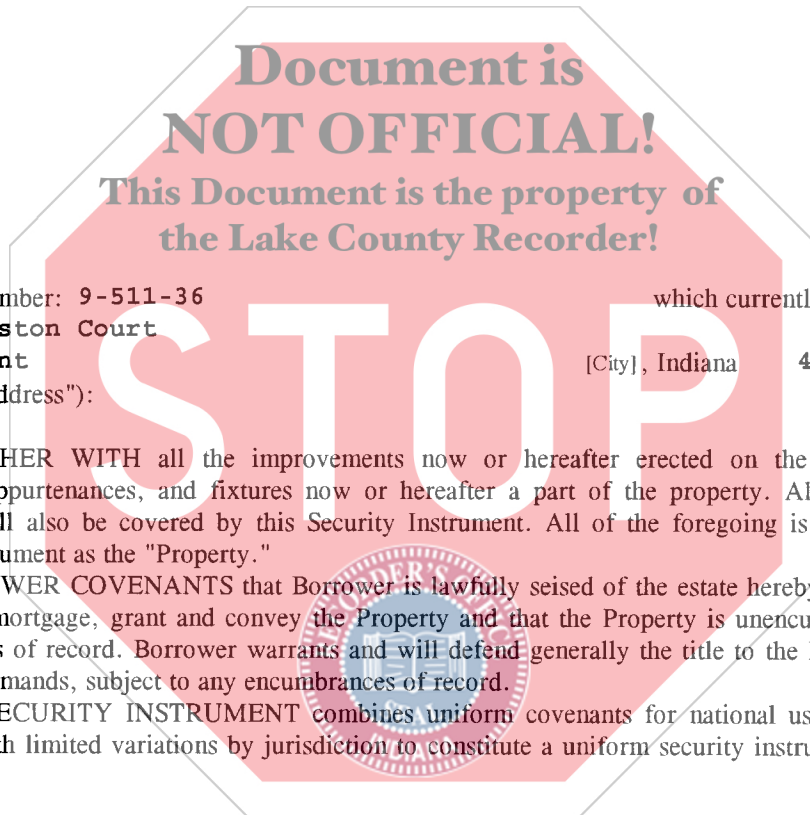 Document is
NOT OFFICIAL!
This Document is the property of
the Lake County Recorder!
STOP
mber: 9-511-36 which currentl
ston Court
nt [City], Indiana 4
ddress"):
HER WITH all the improvements now or hereafter erected on the
ppurtenances, and fixtures now or hereafter a part of the property. Al
ll also be covered by this Security Instrument. All of the foregoing is
ument as the "Property."
WER COVENANTS that Borrower is lawfully seised of the estate hereby
mortgage, grant and convey the Property and that the Property is unencu
s of record. Borrower warrants and will defend generally the title to the
mands, subject to any encumbrances of record.
ECURITY INSTRUMENT combines uniform covenants for national us
th limited variations by jurisdiction to constitute a uniform security instru
SEAL
INDIANA